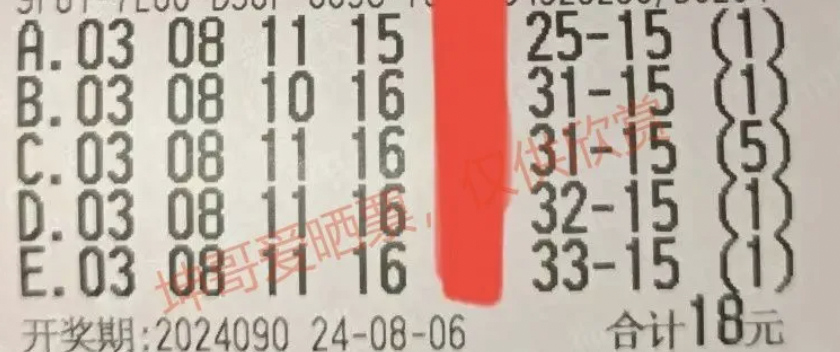 A.03 08 11 15 25-15 (1)
B.03 08 10 16 31-15 (1)
C.03 08 11 16 31-15 (5)
D.03 08 11 16 32-15 (1)
E.03 08 11 16 33-15 (1)
坤哥爱晒票，仅供欣赏
开奖期:2024090 24-08-06 合计18元